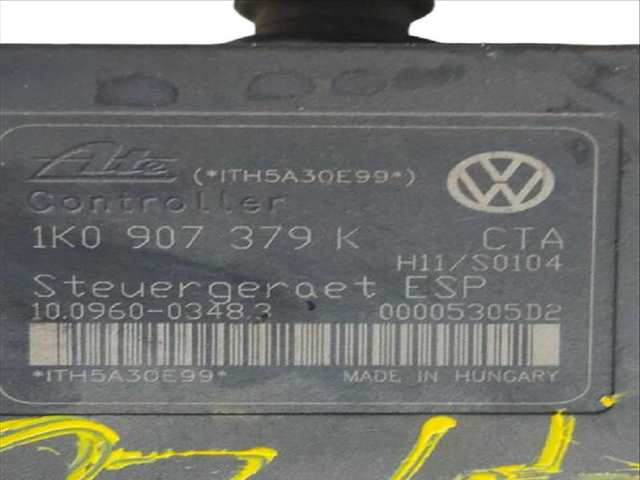 Ate (*ITH5A30E99*)
Controller
1K0 907 379 K CTA
H11/S0104
Steuergeraet ESP
10.0960-0348.3 00005305D2
*ITH5A30E99* MADE IN HUNGARY